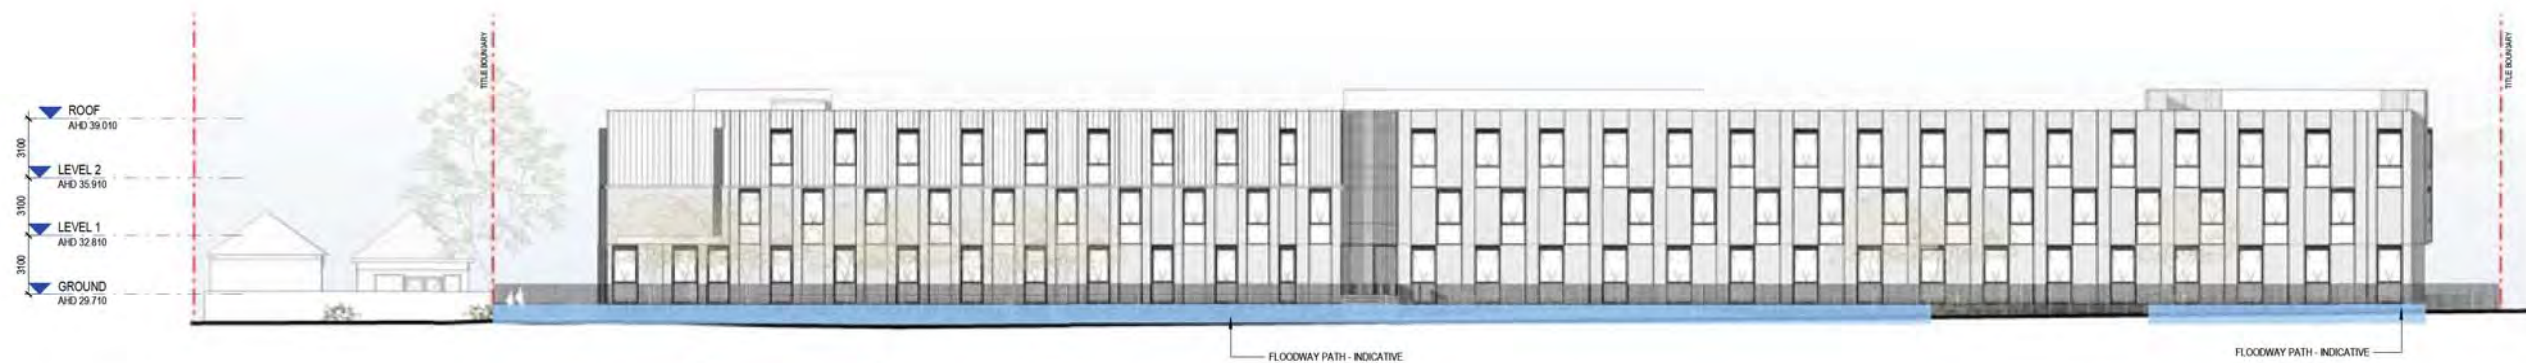 TITLE BOUNDARY
TITLE BOUNDARY
ROOF
AHD 39.010
3100
LEVEL 2
AHD 35.910
3100
LEVEL 1
AHD 32.810
3100
GROUND
AHD 29.710
FLOODWAY PATH - INDICATIVE
FLOODWAY PATH - INDICATIVE